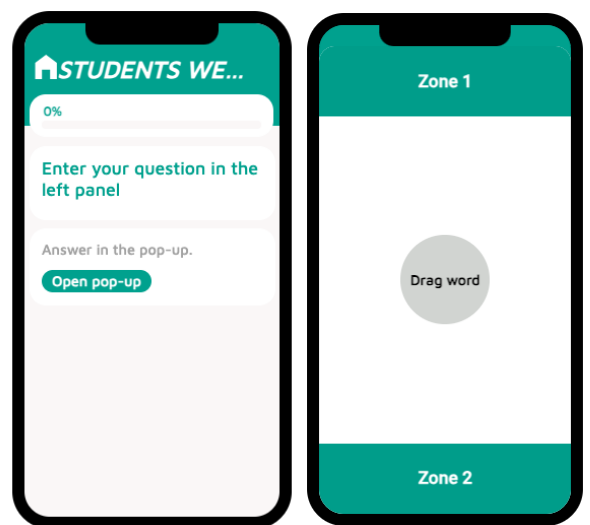 STUDENTS WE...
0%
Enter your question in the
left panel
Answer in the pop-up.
Open pop-up
Zone 1
Drag word
Zone 2